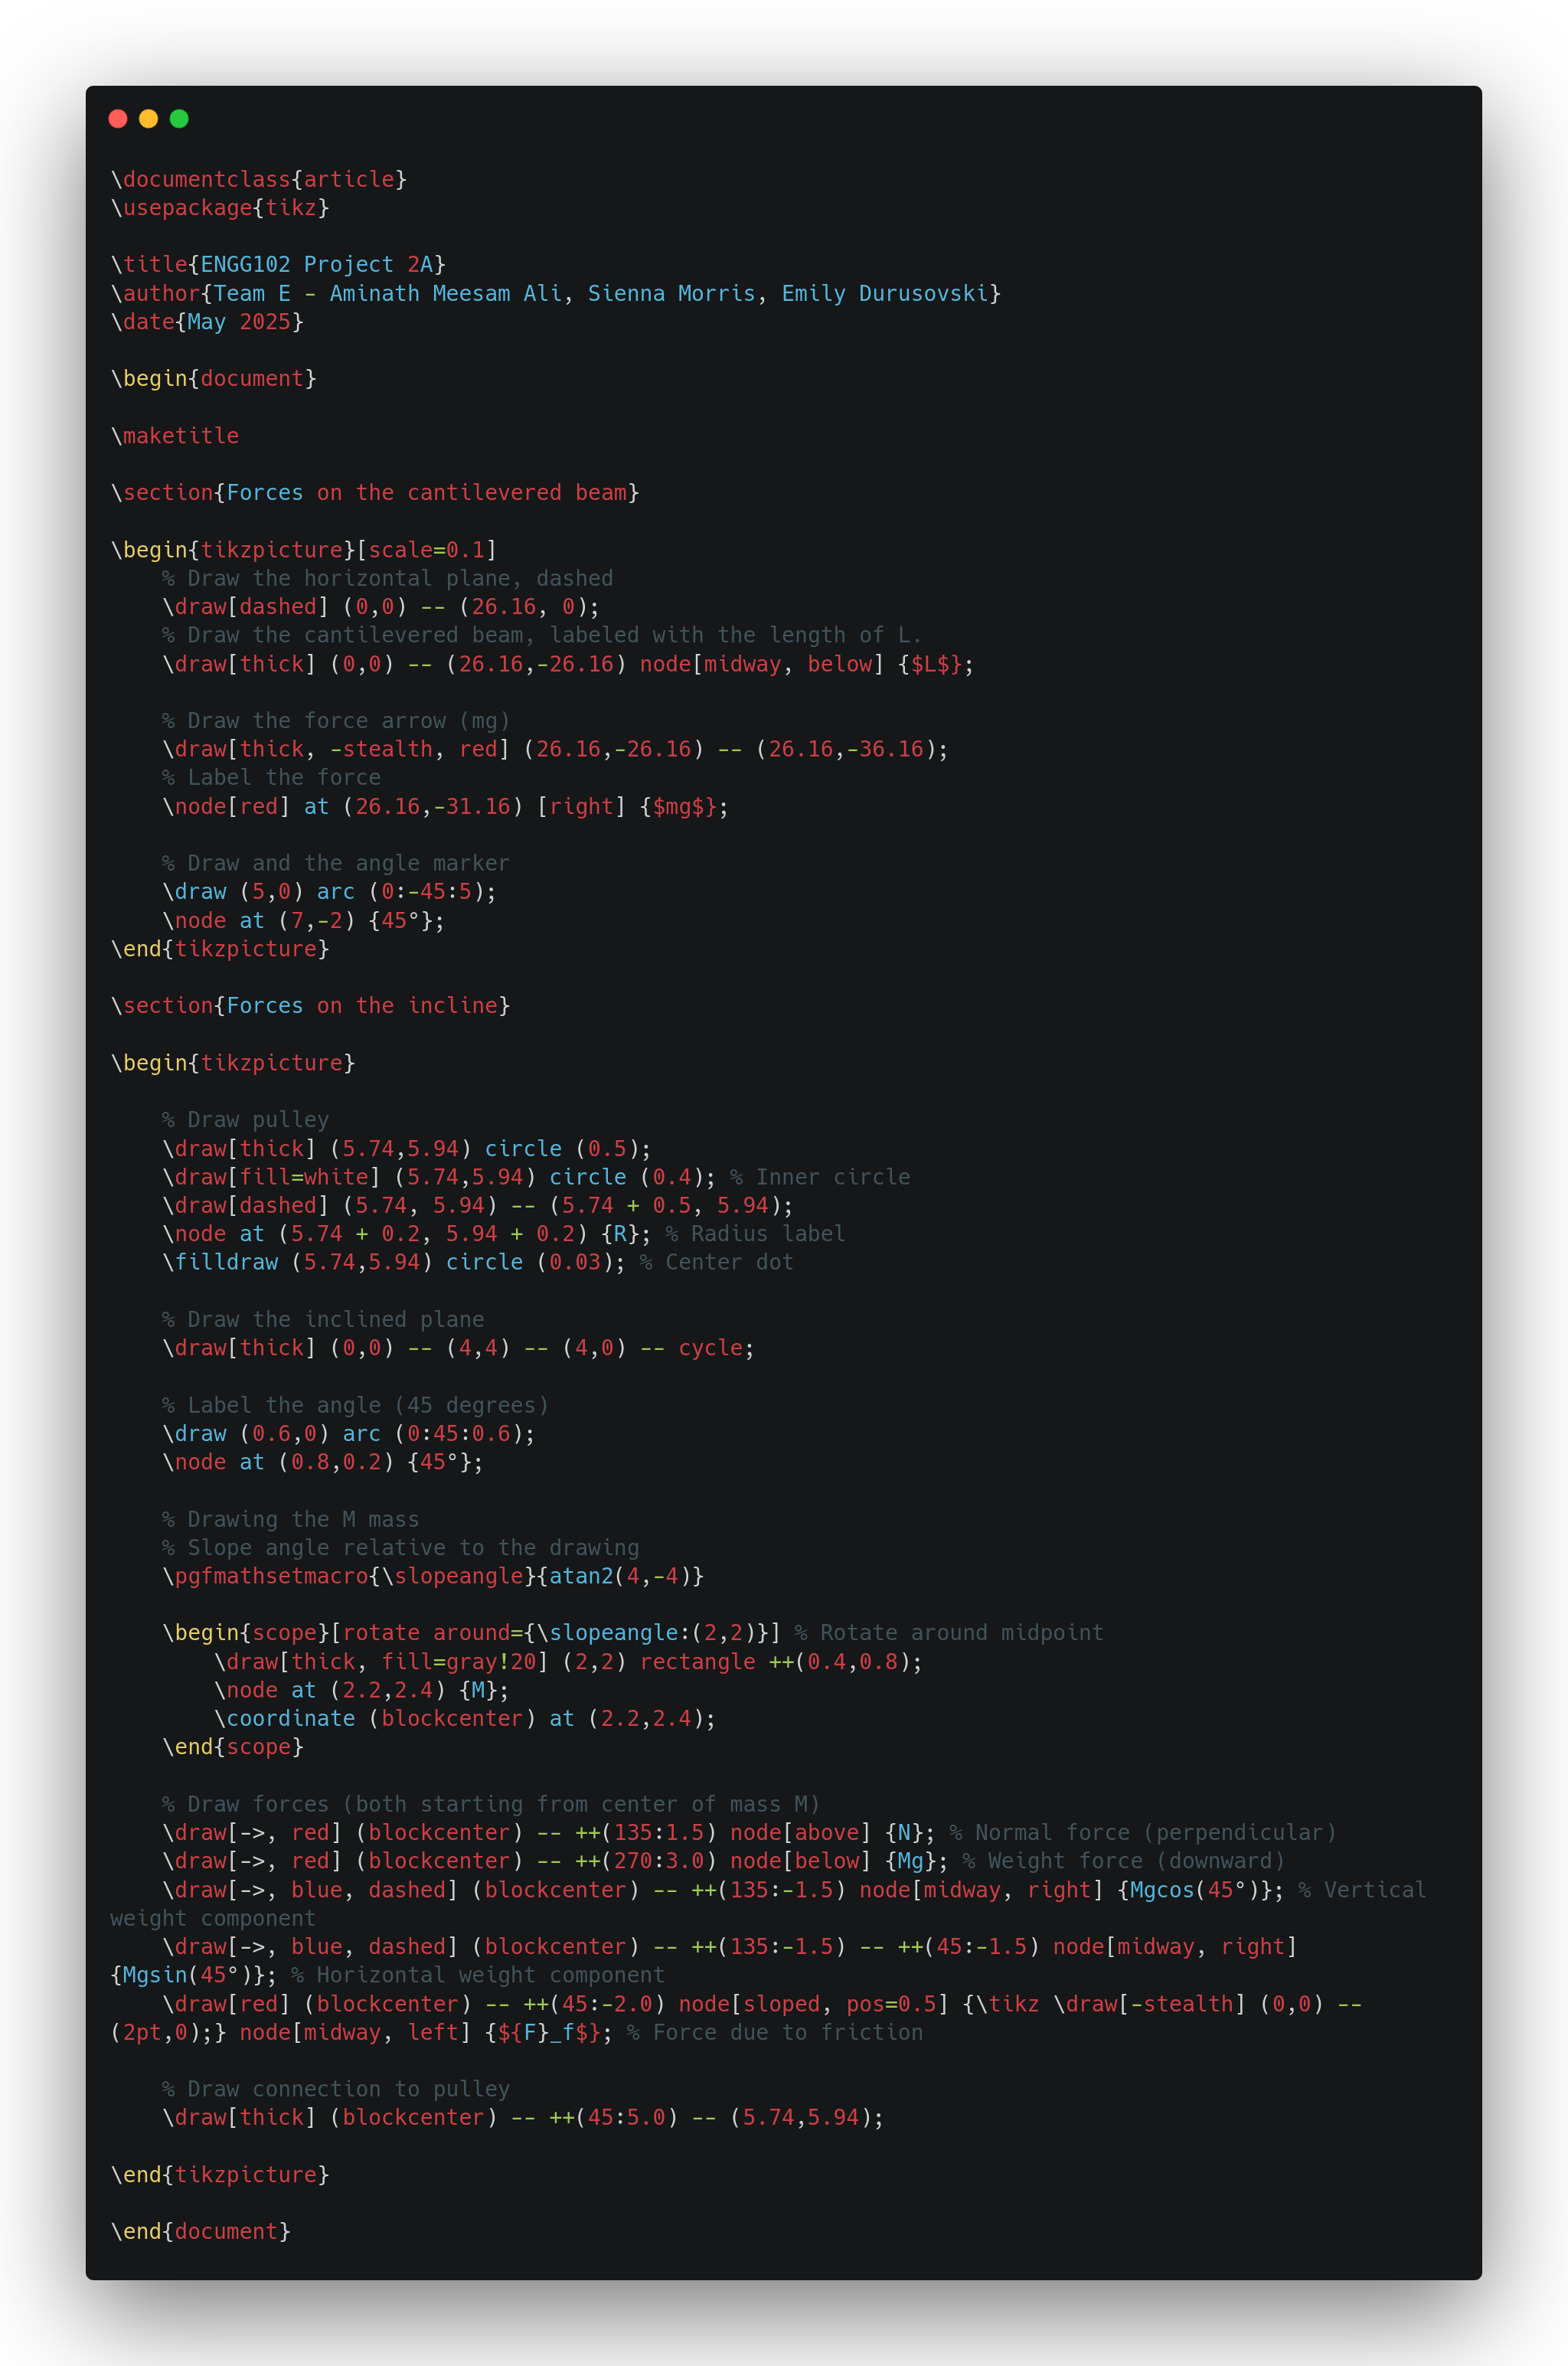 \documentclass{article}
\usepackage{tikz}

\title{ENGG102 Project 2A}
\author{Team E - Aminath Meesam Ali, Sienna Morris, Emily Durusovski}
\date{May 2025}

\begin{document}

\maketitle

\section{Forces on the cantilevered beam}

\begin{tikzpicture}[scale=0.1]
    % Draw the horizontal plane, dashed
    \draw[dashed] (0,0) -- (26.16, 0);
    % Draw the cantilevered beam, labeled with the length of L.
    \draw[thick] (0,0) -- (26.16,-26.16) node[midway, below] {$L$};

    % Draw the force arrow (mg)
    \draw[thick, -stealth, red] (26.16,-26.16) -- (26.16,-36.16);
    % Label the force
    \node[red] at (26.16,-31.16) [right] {$mg$};

    % Draw and the angle marker
    \draw (5,0) arc (0:-45:5);
    \node at (7,-2) {45°};
\end{tikzpicture}

\section{Forces on the incline}

\begin{tikzpicture}

    % Draw pulley
    \draw[thick] (5.74,5.94) circle (0.5);
    \draw[fill=white] (5.74,5.94) circle (0.4); % Inner circle
    \draw[dashed] (5.74, 5.94) -- (5.74 + 0.5, 5.94);
    \node at (5.74 + 0.2, 5.94 + 0.2) {R}; % Radius label
    \filldraw (5.74,5.94) circle (0.03); % Center dot

    % Draw the inclined plane
    \draw[thick] (0,0) -- (4,4) -- (4,0) -- cycle;

    % Label the angle (45 degrees)
    \draw (0.6,0) arc (0:45:0.6);
    \node at (0.8,0.2) {45°};

    % Drawing the M mass
    % Slope angle relative to the drawing
    \pgfmathsetmacro{\slopeangle}{atan2(4,-4)}

    \begin{scope}[rotate around={\slopeangle:(2,2)}] % Rotate around midpoint
        \draw[thick, fill=gray!20] (2,2) rectangle ++(0.4,0.8);
        \node at (2.2,2.4) {M};
        \coordinate (blockcenter) at (2.2,2.4);
    \end{scope}

    % Draw forces (both starting from center of mass M)
    \draw[->, red] (blockcenter) -- ++(135:1.5) node[above] {N}; % Normal force (perpendicular)
    \draw[->, red] (blockcenter) -- ++(270:3.0) node[below] {Mg}; % Weight force (downward)
    \draw[->, blue, dashed] (blockcenter) -- ++(135:-1.5) node[midway, right] {Mgcos(45°)}; % Vertical
weight component
    \draw[->, blue, dashed] (blockcenter) -- ++(135:-1.5) -- ++(45:-1.5) node[midway, right]
{Mgsin(45°)}; % Horizontal weight component
    \draw[red] (blockcenter) -- ++(45:-2.0) node[sloped, pos=0.5] {\tikz \draw[-stealth] (0,0) --
(2pt,0);} node[midway, left] {${F}_f$}; % Force due to friction

    % Draw connection to pulley
    \draw[thick] (blockcenter) -- ++(45:5.0) -- (5.74,5.94);

\end{tikzpicture}

\end{document}